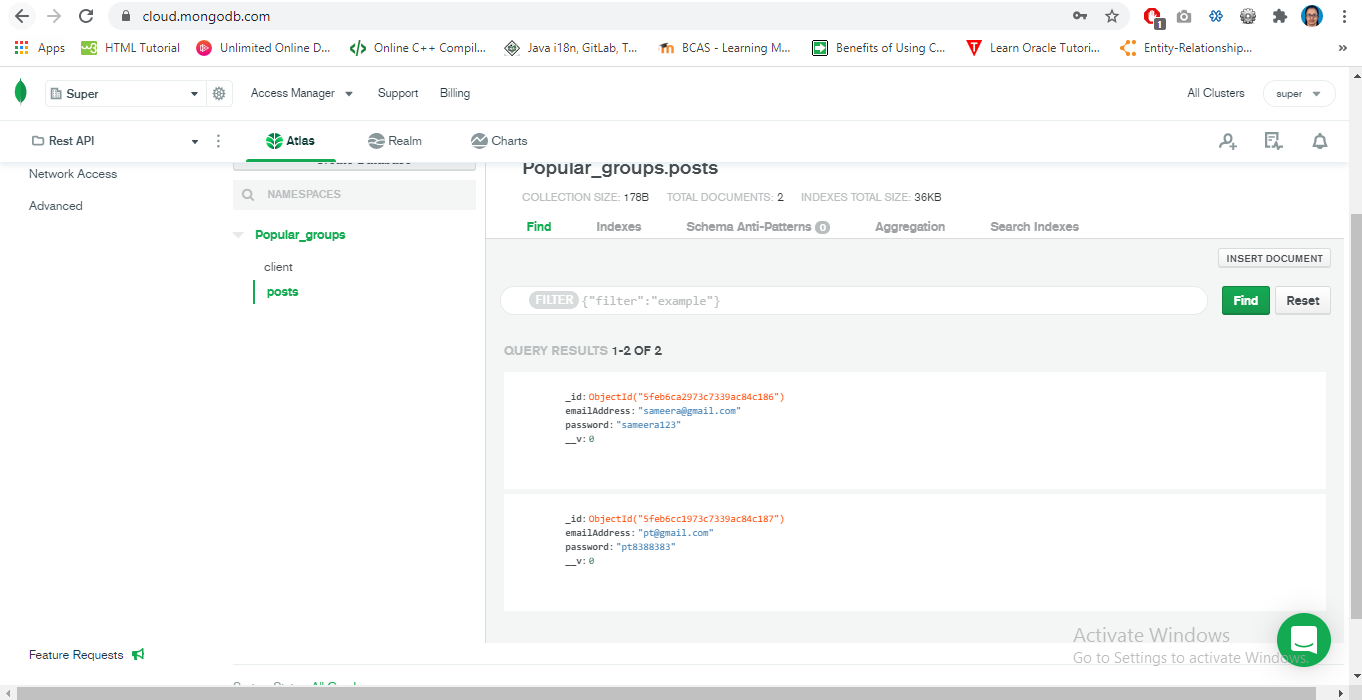 cloud.mongodb.com
1
Apps HTML Tutorial Unlimited Online D... Online C++ Compil... Java i18n, GitLab, T... BCAS - Learning M... Benefits of Using C... Learn Oracle Tutori... Entity-Relationship... »
Super Access Manager Support Billing All Clusters super
Rest API Atlas Realm Charts
Network Access
Advanced
Create Database
NAMESPACES
Popular_groups
client
posts
Popular_groups.posts
COLLECTION SIZE: 178B TOTAL DOCUMENTS: 2 INDEXES TOTAL SIZE: 36KB
Find Indexes Schema Anti-Patterns 0 Aggregation Search Indexes
INSERT DOCUMENT
FILTER {"filter":"example"} Find Reset
QUERY RESULTS 1-2 OF 2
_id: ObjectId("5feb6ca2973c7339ac84c186")
emailAddress: "sameera@gmail.com"
password: "sameera123"
__v: 0
_id: ObjectId("5feb6cc1973c7339ac84c187")
emailAddress: "pt@gmail.com"
password: "pt8388383"
__v: 0
Feature Requests
Activate Windows
Go to Settings to activate Windows.